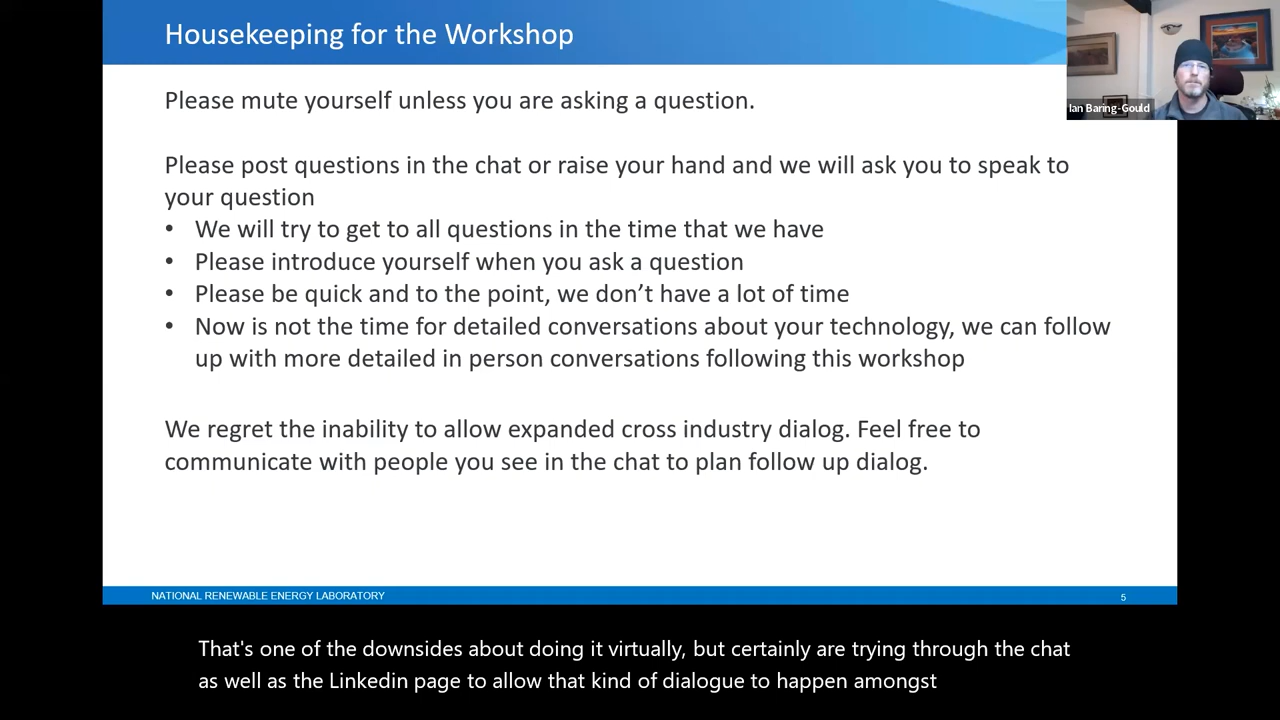 Housekeeping for the Workshop
Ian Baring-Gould
Please mute yourself unless you are asking a question.
Please post questions in the chat or raise your hand and we will ask you to speak to
your question
• We will try to get to all questions in the time that we have
• Please introduce yourself when you ask a question
• Please be quick and to the point, we don’t have a lot of time
• Now is not the time for detailed conversations about your technology, we can follow
up with more detailed in person conversations following this workshop
We regret the inability to allow expanded cross industry dialog. Feel free to
communicate with people you see in the chat to plan follow up dialog.
NATIONAL RENEWABLE ENERGY LABORATORY
5
That's one of the downsides about doing it virtually, but certainly are trying through the chat
as well as the Linkedin page to allow that kind of dialogue to happen amongst